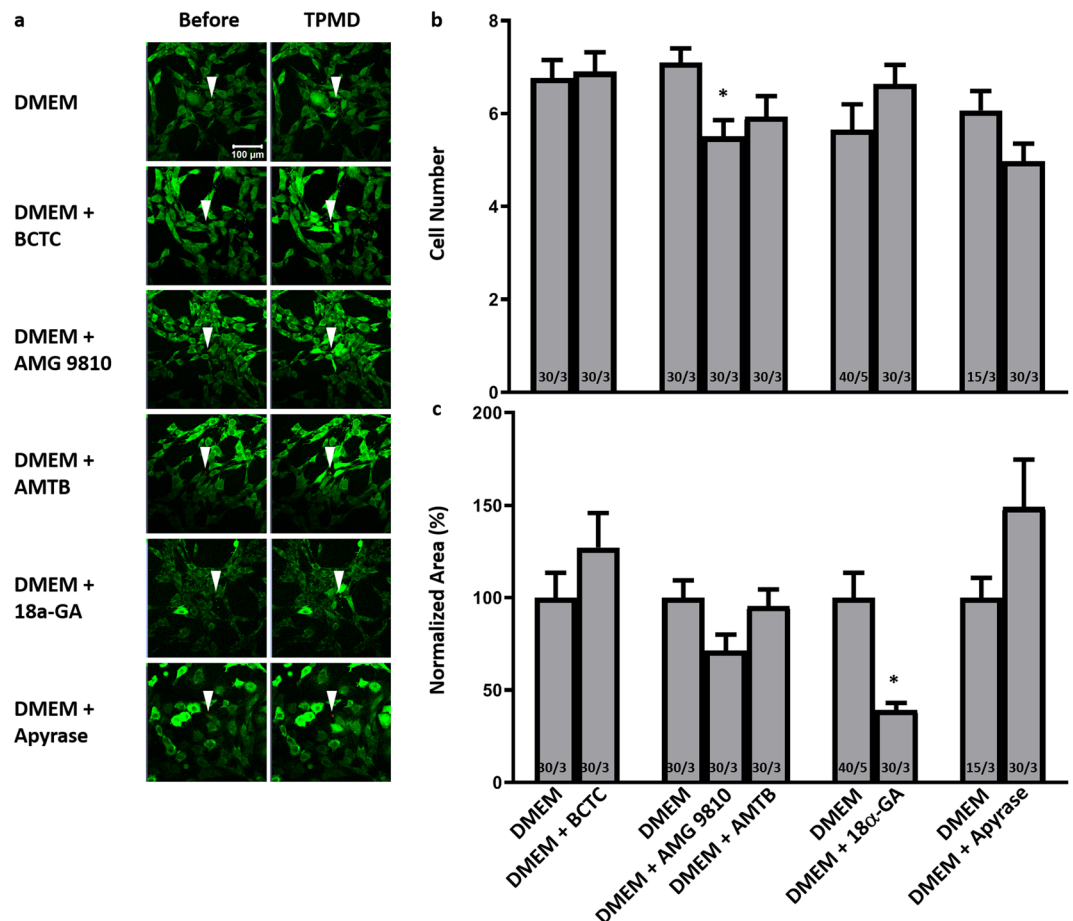 a
Before TPMD
DMEM
100 µm
DMEM +
BCTC
DMEM +
AMG 9810
DMEM +
AMTB
DMEM +
18a-GA
DMEM +
Apyrase
b
8
6
4
2
0
Cell Number
*
30/3 30/3 30/3 30/3 30/3 40/5 30/3 15/3 30/3
c
200
150
100
50
0
Normalized Area (%)
*
30/3 30/3 30/3 30/3 30/3 40/5 30/3 15/3 30/3
DMEM
DMEM + BCTC
DMEM
DMEM + AMG 9810
DMEM + AMTB
DMEM
DMEM + 18α-GA
DMEM
DMEM + Apyrase